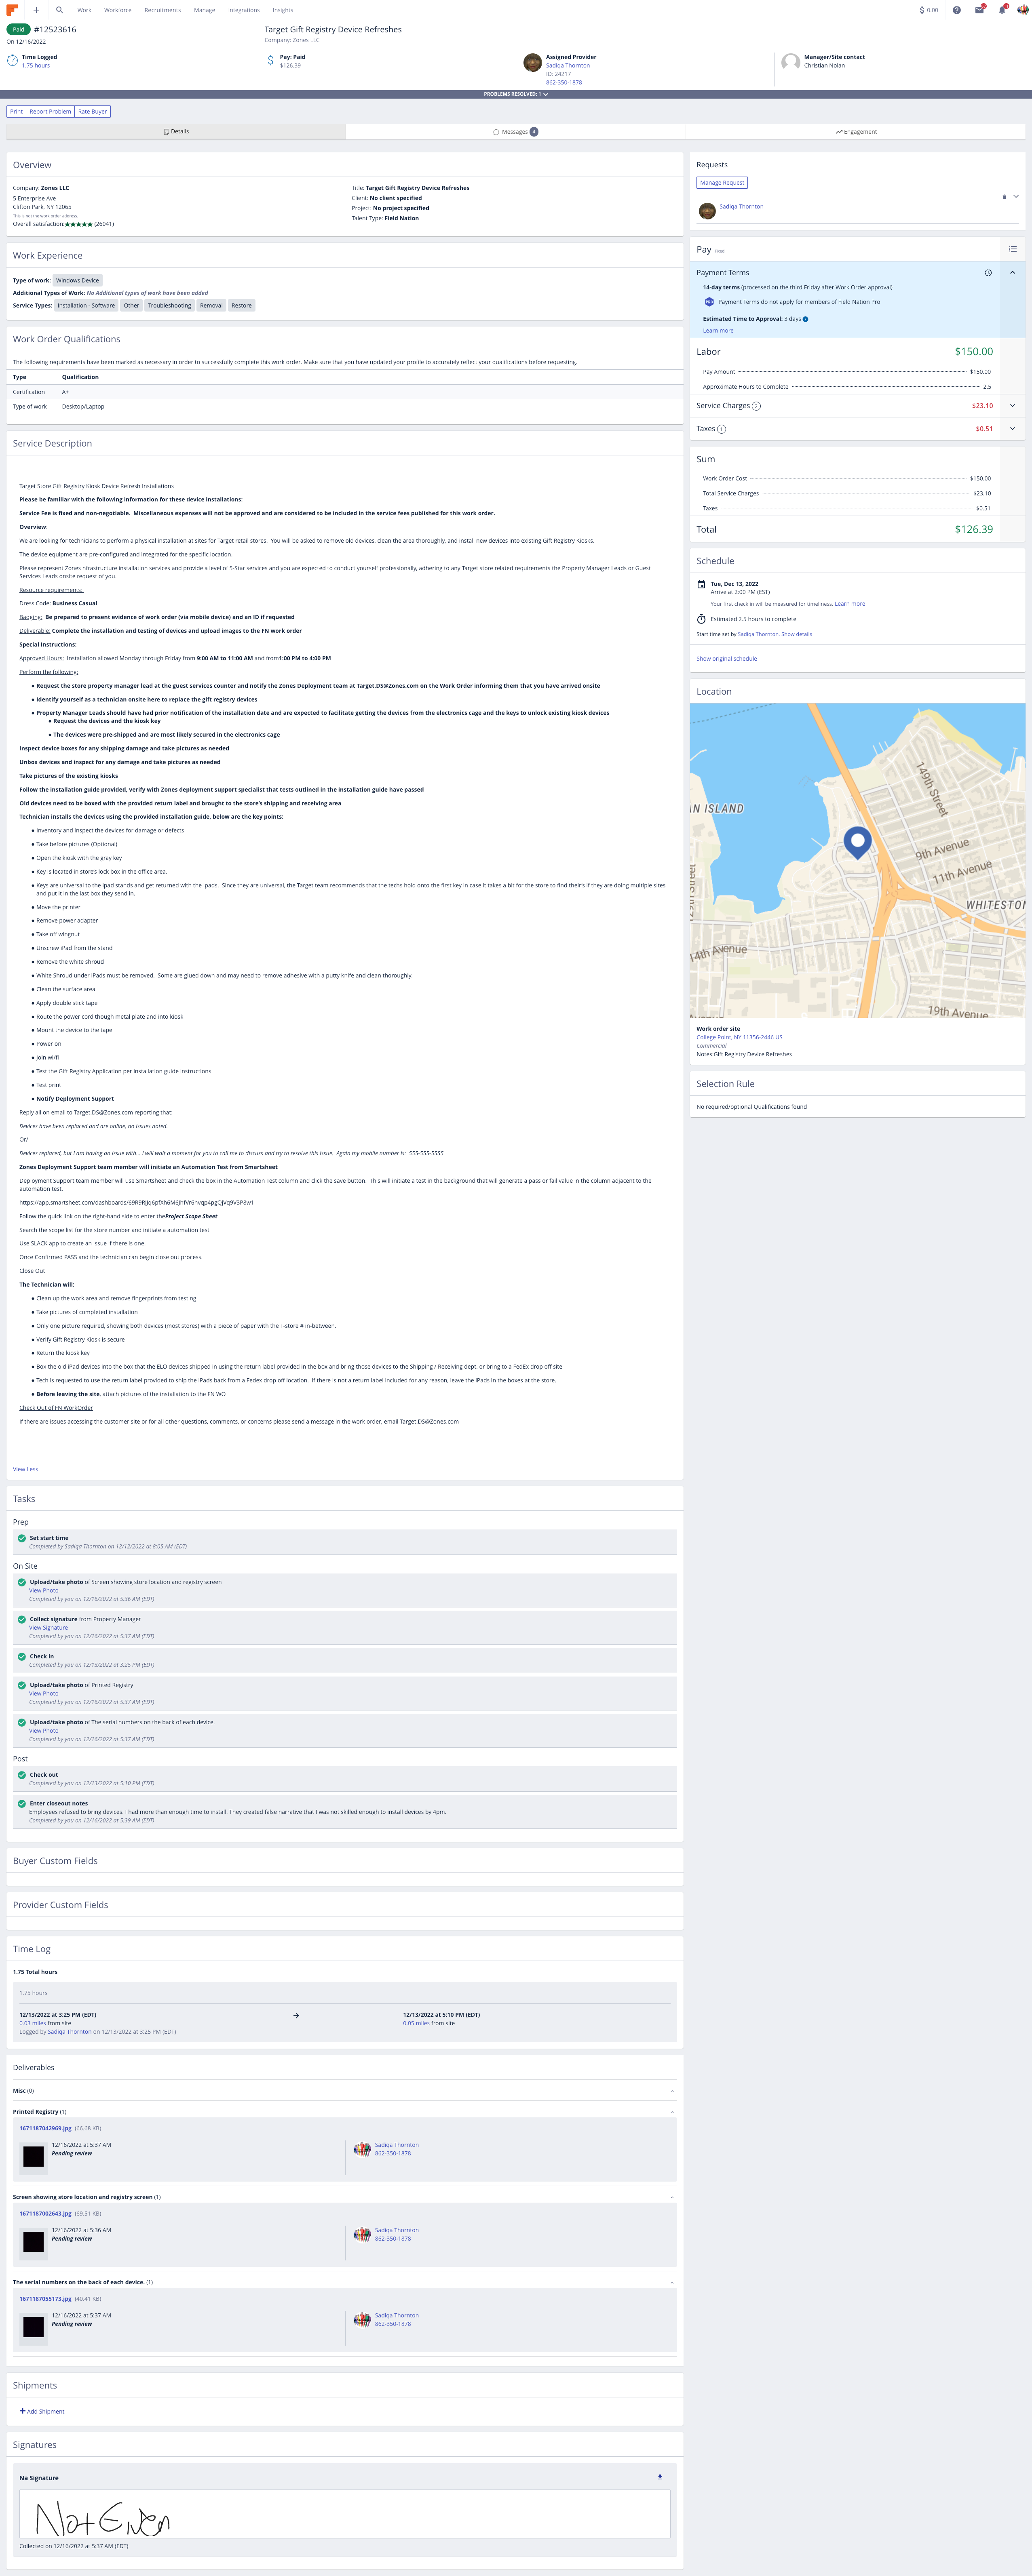 Work Workforce Recruitments Manage Integrations Insights $ 0.00
Paid #12523616
On 12/16/2022
Target Gift Registry Device Refreshes
Company: Zones LLC
Time Logged
1.75 hours
Pay: Paid
$126.39
Assigned Provider
Sadiqa Thornton
ID: 24217
862-350-1878
Manager/Site contact
Christian Nolan
PROBLEMS RESOLVED: 1
Print Report Problem Rate Buyer
Details Messages 4 Engagement
Overview
Company: Zones LLC
5 Enterprise Ave
Clifton Park, NY 12065
This is not the work order address
Overall satisfaction: ★★★★★ (26041)
Title: Target Gift Registry Device Refreshes
Client: No client specified
Project: No project specified
Talent Type: Field Nation
Work Experience
Type of work: Windows Device
Additional Types of Work: No Additional types of work have been added
Service Types: Installation - Software Other Troubleshooting Removal Restore
Work Order Qualifications
The following requirements have been marked as necessary in order to successfully complete this work order. Make sure that you have updated your profile to accurately reflect your qualifications before requesting.
Type Qualification
Certification A+
Type of work Desktop/Laptop
Service Description
Target Store Gift Registry Kiosk Device Refresh Installations
Please be familiar with the following information for these device installations:
Service Fee is fixed and non-negotiable. Miscellaneous expenses will not be approved and are considered to be included in the service fees published for this work order.
Overview:
We are looking for technicians to perform a physical installation at sites for Target retail stores. You will be asked to remove old devices, clean the area thoroughly, and install new devices into existing Gift Registry Kiosks.
The device equipment are pre-configured and integrated for the specific location.
Please represent Zones nfrastructure installation services and provide a level of 5-Star services and you are expected to conduct yourself professionally, adhering to any Target store related requirements the Property Manager Leads or Guest
Services Leads onsite request of you.
Resource requirements:
Dress Code: Business Casual
Badging: Be prepared to present evidence of work order (via mobile device) and an ID if requested
Deliverable: Complete the installation and testing of devices and upload images to the FN work order
Special Instructions:
Approved Hours: Installation allowed Monday through Friday from 9:00 AM to 11:00 AM and from1:00 PM to 4:00 PM
Perform the following:
• Request the store property manager lead at the guest services counter and notify the Zones Deployment team at Target.DS@Zones.com on the Work Order informing them that you have arrived onsite
• Identify yourself as a technician onsite here to replace the gift registry devices
• Property Manager Leads should have had prior notification of the installation date and are expected to facilitate getting the devices from the electronics cage and the keys to unlock existing kiosk devices
• Request the devices and the kiosk key
• The devices were pre-shipped and are most likely secured in the electronics cage
Inspect device boxes for any shipping damage and take pictures as needed
Unbox devices and inspect for any damage and take pictures as needed
Take pictures of the existing kiosks
Follow the installation guide provided, verify with Zones deployment support specialist that tests outlined in the installation guide have passed
Old devices need to be boxed with the provided return label and brought to the store's shipping and receiving area
Technician installs the devices using the provided installation guide, below are the key points:
• Inventory and inspect the devices for damage or defects
• Take before pictures (Optional)
• Open the kiosk with the gray key
• Key is located in store's lock box in the office area.
• Keys are universal to the ipad stands and get returned with the ipads. Since they are universal, the Target team recommends that the techs hold onto the first key in case it takes a bit for the store to find their's if they are doing multiple sites
and put it in the last box they send in.
• Move the printer
• Remove power adapter
• Take off wingnut
• Unscrew iPad from the stand
• Remove the white shroud
• White Shroud under iPads must be removed. Some are glued down and may need to remove adhesive with a putty knife and clean thoroughly.
• Clean the surface area
• Apply double stick tape
• Route the power cord though metal plate and into kiosk
• Mount the device to the tape
• Power on
• Join wi/fi
• Test the Gift Registry Application per installation guide instructions
• Test print
• Notify Deployment Support
Reply all on email to Target.DS@Zones.com reporting that:
Devices have been replaced and are online, no issues noted.
Or/
Devices replaced, but I am having an issue with... I will wait a moment for you to call me to discuss and try to resolve this issue. Again my mobile number is: 555-555-5555
Zones Deployment Support team member will initiate an Automation Test from Smartsheet
Deployment Support team member will use Smartsheet and check the box in the Automation Test column and click the save button. This will initiate a test in the background that will generate a pass or fail value in the column adjacent to the
automation test.
Follow the quick link on the right-hand side to enter theProject Scope Sheet
Search the scope list for the store number and initiate a automation test
Use SLACK app to create an issue if there is one.
Once Confirmed PASS and the technician can begin close out process.
Close Out
The Technician will:
• Clean up the work area and remove fingerprints from testing
• Take pictures of completed installation
• Only one picture required, showing both devices (most stores) with a piece of paper with the T-store # in-between.
• Verify Gift Registry Kiosk is secure
• Return the kiosk key
• Box the old iPad devices into the box that the ELO devices shipped in using the return label provided in the box and bring those devices to the Shipping / Receiving dept. or bring to a FedEx drop off site
• Tech is requested to use the return label provided to ship the iPads back from a Fedex drop off location. If there is not a return label included for any reason, leave the iPads in the boxes at the store.
• Before leaving the site, attach pictures of the installation to the FN WO
Check Out of FN WorkOrder
If there are issues accessing the customer site or for all other questions, comments, or concerns please send a message in the work order, email Target.DS@Zones.com
View Less
Tasks
Prep
Set start time
Completed by Sadiqa Thornton on 12/12/2022 at 8:05 AM (EDT)
On Site
Upload/take photo of Screen showing store location and registry screen
View Photo
Completed by you on 12/16/2022 at 5:36 AM (EDT)
Collect signature from Property Manager
View Signature
Completed by you on 12/16/2022 at 5:37 AM (EDT)
Check in
Completed by you on 12/13/2022 at 3:25 PM (EDT)
Upload/take photo of Printed Registry
View Photo
Completed by you on 12/16/2022 at 5:37 AM (EDT)
Upload/take photo of The serial numbers on the back of each device.
View Photo
Completed by you on 12/16/2022 at 5:37 AM (EDT)
Post
Check out
Completed by you on 12/13/2022 at 5:10 PM (EDT)
Enter closeout notes
Employees refused to bring devices. I had more than enough time to install. They created false narrative that I was not skilled enough to install devices by 4pm.
Completed by you on 12/16/2022 at 5:39 AM (EDT)
Buyer Custom Fields
Provider Custom Fields
Time Log
1.75 Total hours
1.75 hours
12/13/2022 at 3:25 PM (EDT) → 12/13/2022 at 5:10 PM (EDT)
0.03 miles from site 0.05 miles from site
Logged by Sadiqa Thornton on 12/13/2022 at 3:25 PM (EDT)
Deliverables
Misc (0)
Printed Registry (1)
1671187042969.jpg (66.68 KB)
12/16/2022 at 5:37 AM
Pending review
Sadiqa Thornton
862-350-1878
Screen showing store location and registry screen (1)
1671187002643.jpg (69.51 KB)
12/16/2022 at 5:36 AM
Pending review
Sadiqa Thornton
862-350-1878
The serial numbers on the back of each device. (1)
1671187055173.jpg (40.41 KB)
12/16/2022 at 5:37 AM
Pending review
Sadiqa Thornton
862-350-1878
Shipments
+ Add Shipment
Signatures
Na Signature
Not Given
Collected on 12/16/2022 at 5:37 AM (EDT)
Requests
Manage Request
Sadiqa Thornton
Pay Fixed
Payment Terms
14-day terms (processed on the third Friday after Work Order approval)
PRO Payment Terms do not apply for members of Field Nation Pro
Estimated Time to Approval: 3 days
Learn more
Labor $150.00
Pay Amount $150.00
Approximate Hours to Complete 2.5
Service Charges 2 $23.10
Taxes 1 $0.51
Sum
Work Order Cost $150.00
Total Service Charges $23.10
Taxes $0.51
Total $126.39
Schedule
Tue, Dec 13, 2022
Arrive at 2:00 PM (EST)
Your first check in will be measured for timeliness. Learn more
Estimated 2.5 hours to complete
Start time set by Sadiqa Thornton. Show details
Show original schedule
Location
149th Street
AN ISLAND
9th Avenue
11th Avenue
129th Street
WHITESTON
14th Avenue
19th Avenue
Work order site
College Point, NY 11356-2446 US
Commercial
Notes:Gift Registry Device Refreshes
Selection Rule
No required/optional Qualifications found